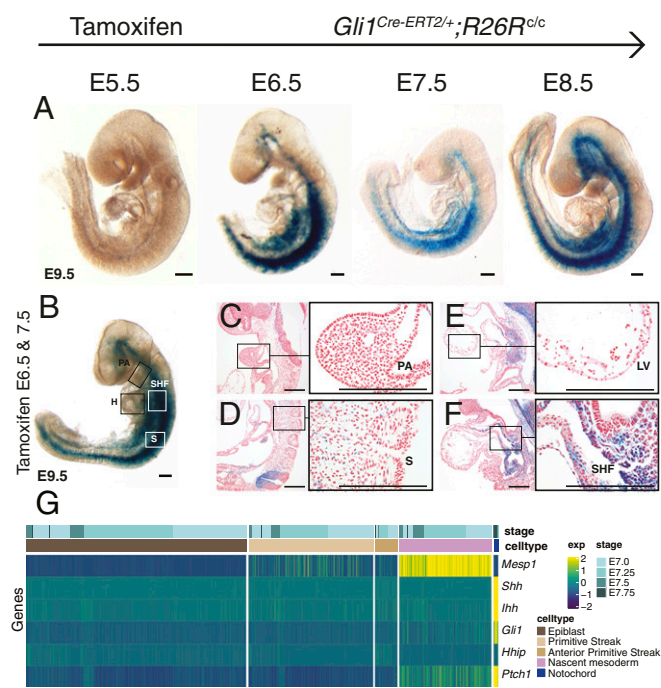 Tamoxifen Gli1Cre-ERT2/+;R26Rc/c
E5.5 E6.5 E7.5 E8.5
A
E9.5
B
Tamoxifen E6.5 & 7.5
PA
SHF
H
S
E9.5
C
PA
D
S
E
LV
F
SHF
G
Genes
stage
celltype
Mesp1
Shh
Ihh
Gli1
Hhip
Ptch1
exp
2
1
0
−1
−2
stage
E7.0
E7.25
E7.5
E7.75
celltype
Epiblast
Primitive Streak
Anterior Primitive Streak
Nascent mesoderm
Notochord